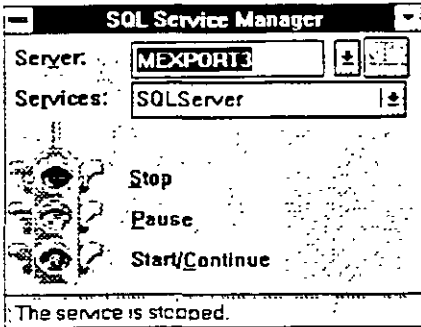 SQL Service Manager
Server: MEXPORT3
Services: SQLServer
Stop
Pause
Start/Continue
The service is stopped.